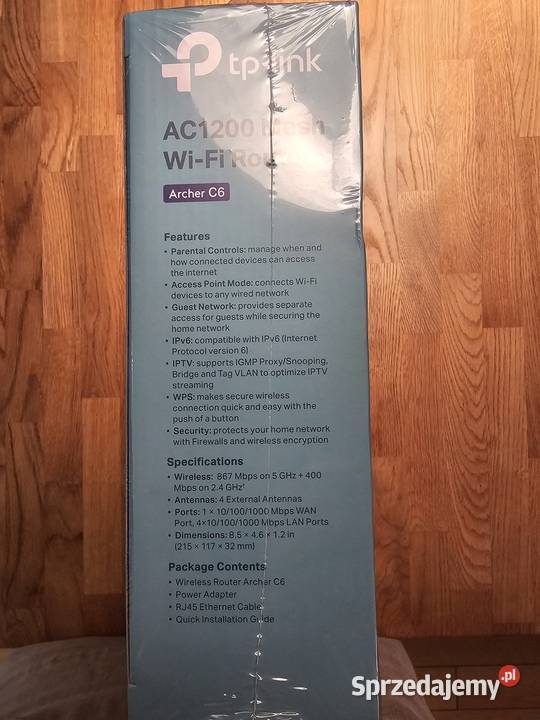 tp-link
AC1200 Mesh
Wi-Fi Router
Archer C6
Features
• Parental Controls: manage when and
how connected devices can access
the internet
• Access Point Mode: connects Wi-Fi
devices to any wired network
• Guest Network: provides separate
access for guests while securing the
home network
• IPv6: compatible with IPv6 (Internet
Protocol version 6)
• IPTV: supports IGMP Proxy/Snooping,
Bridge and Tag VLAN to optimize IPTV
streaming
• WPS: makes secure wireless
connection quick and easy with the
push of a button
• Security: protects your home network
with Firewalls and wireless encryption
Specifications
• Wireless: 867 Mbps on 5 GHz + 400
Mbps on 2.4 GHz†
• Antennas: 4 External Antennas
• Ports: 1 × 10/100/1000 Mbps WAN
Port, 4×10/100/1000 Mbps LAN Ports
• Dimensions: 8.5 × 4.6 × 1.2 in
(215 × 117 × 32 mm)
Package Contents
• Wireless Router Archer C6
• Power Adapter
• RJ45 Ethernet Cable
• Quick Installation Guide
Sprzedajemy.pl